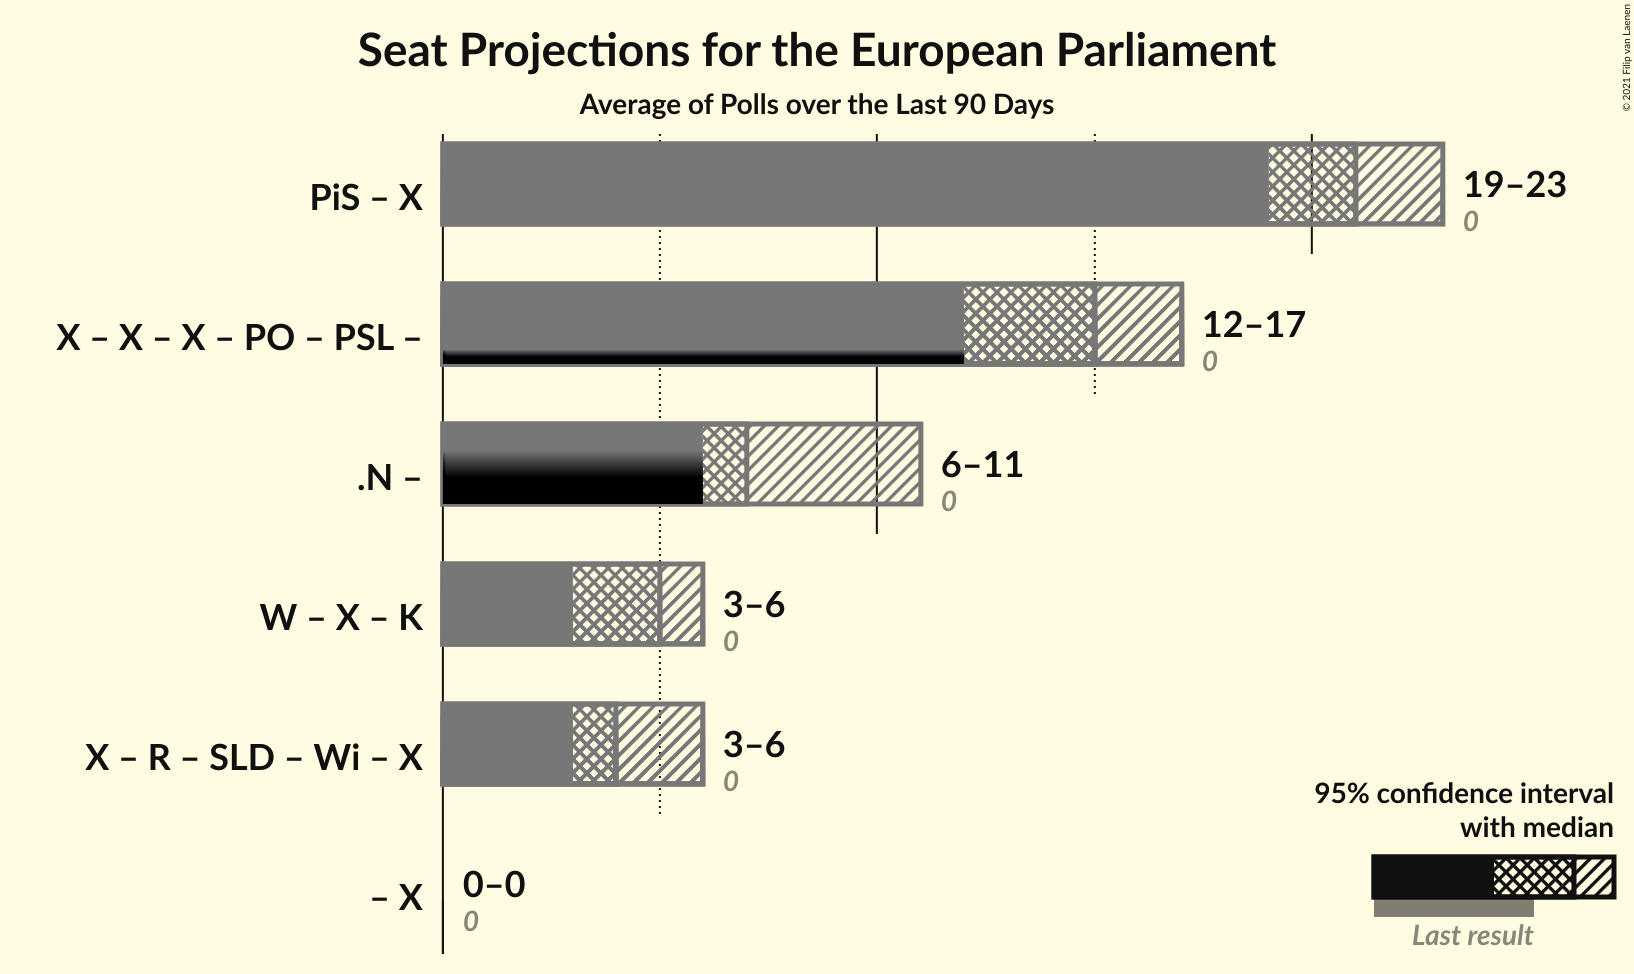 Seat Projections for the European Parliament
Average of Polls over the Last 90 Days
© 2021 Filip van Laenen
PiS – X
19–23
0
X – X – X – PO – PSL –
12–17
0
.N –
6–11
0
W – X – K
3–6
0
X – R – SLD – Wi – X
3–6
0
– X
0–0
0
95% confidence interval
with median
Last result